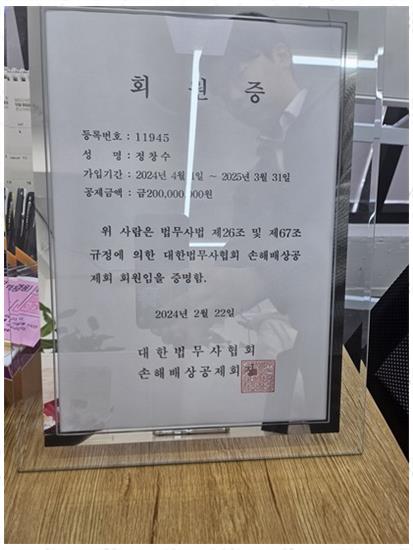 회 원 증
등록번호 : 11945
성 명 : 정창수
가입기간 : 2024년 4월 1일 ~ 2025년 3월 31일
공제금액 : 금200,000,000원
위 사람은 법무사법 제26조 및 제67조
규정에 의한 대한법무사협회 손해배상공
제회 회원임을 증명함.
2024년 2월 22일
대한법무사협회
손해배상공제회장